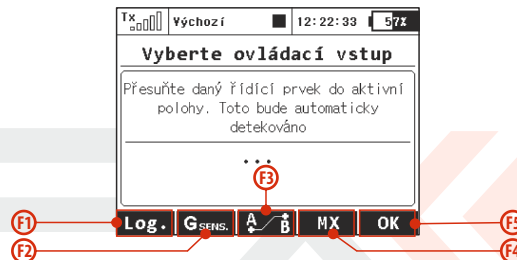 Tx Výchozí 12:22:33 57%
Vyberte ovládací vstup
Přesuňte daný řídící prvek do aktivní
polohy. Toto bude automaticky
detekováno
...
F3
F1 Log. G SENS. A B MX OK F5
F2 F4